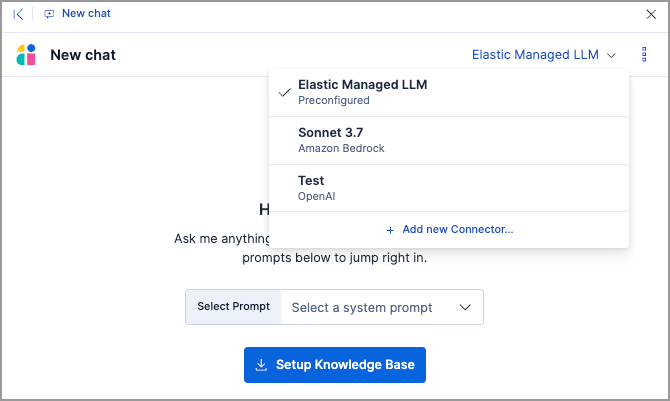 New chat
New chat
Elastic Managed LLM
Elastic Managed LLM
Preconfigured
Sonnet 3.7
Amazon Bedrock
Test
OpenAI
+ Add new Connector...
H
Ask me anything
prompts below to jump right in.
Select Prompt
Select a system prompt
Setup Knowledge Base